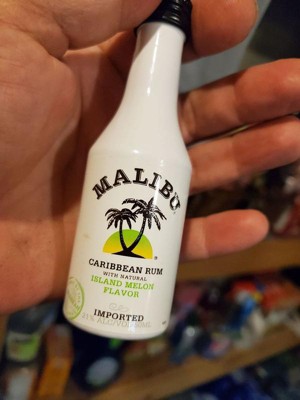 MALIBU
CARIBBEAN RUM
WITH NATURAL
ISLAND MELON
FLAVOR
IMPORTED